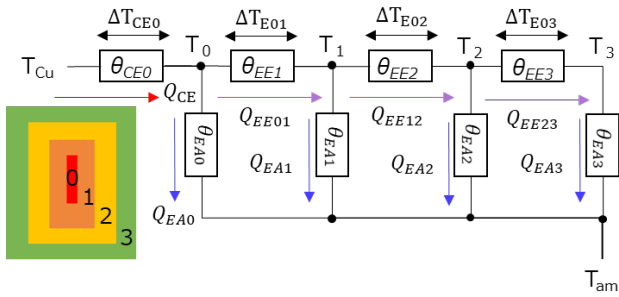 ΔT_CE0 ΔT_E01 ΔT_E02 ΔT_E03
T_Cu θ_CE0 T_0 θ_EE1 T_1 θ_EE2 T_2 θ_EE3 T_3
Q_CE Q_EE01 Q_EE12 Q_EE23
θ_EA0 θ_EA1 θ_EA2 θ_EA3
Q_EA0 Q_EA1 Q_EA2 Q_EA3
0
1
2
3
T_am